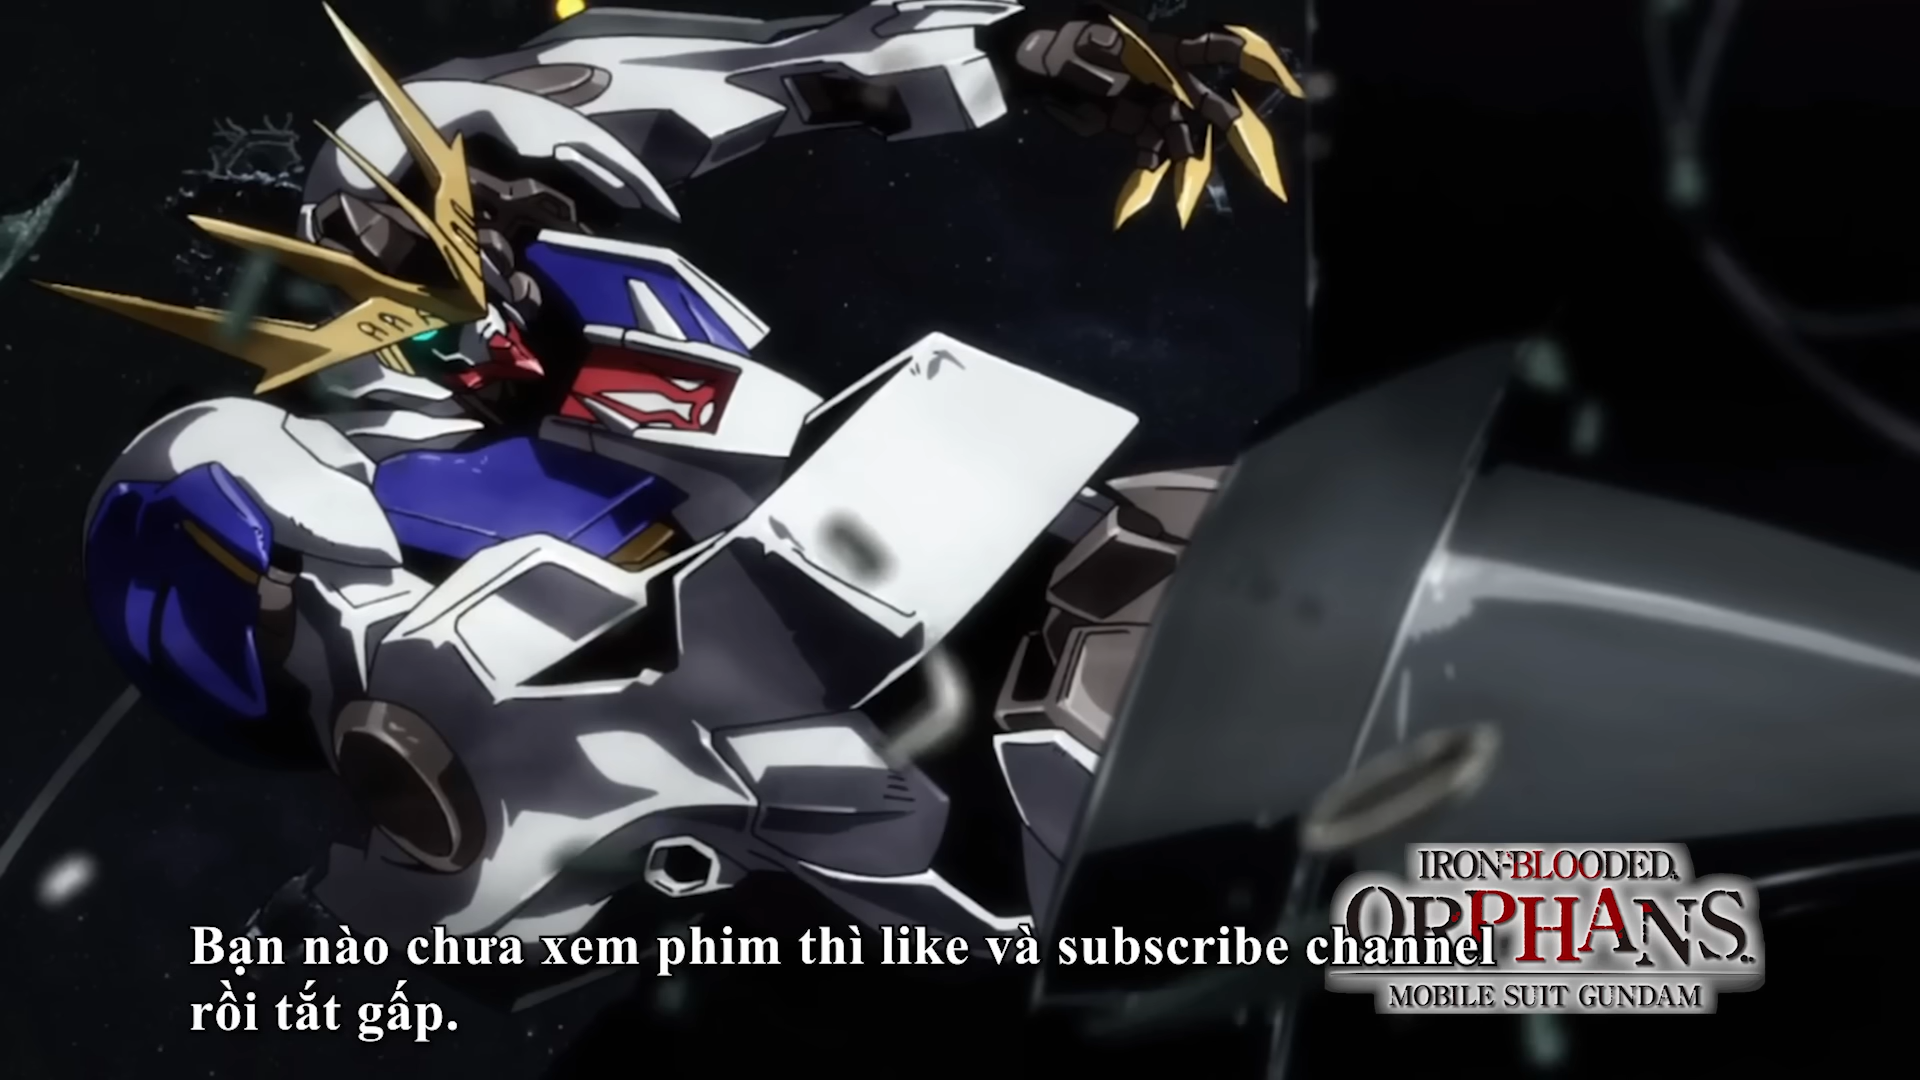 IRON-BLOODED
ORPHANS
Bạn nào chưa xem phim thì like và subscribe channel
rồi tắt gấp.
MOBILE SUIT GUNDAM